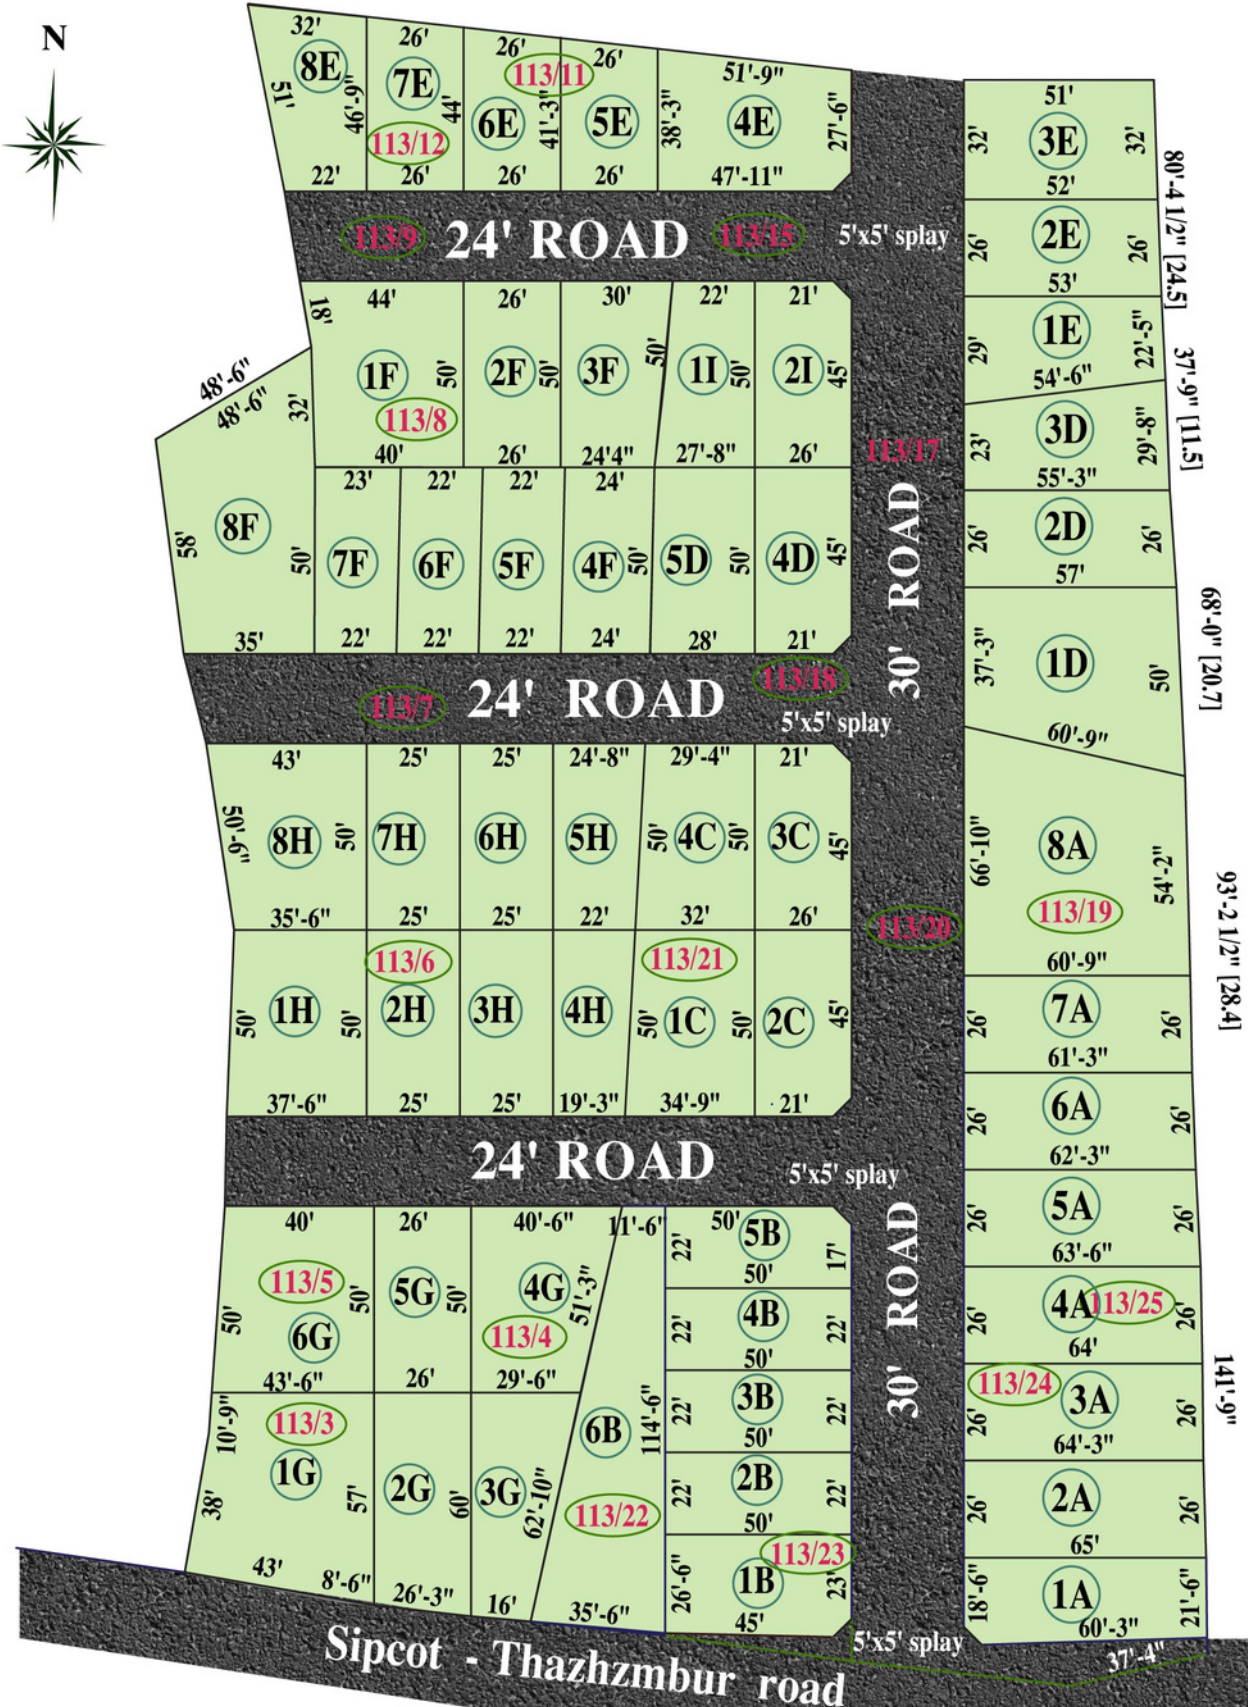 N
32' 8E 51' 46'-9" 22'
26' 7E 44' 113/12 26'
26' 6E 41'-3" 26'
113/11
26' 5E 26'
51'-9" 38'-3" 4E 27'-6" 47'-11"
51' 32' 3E 32' 52'
26' 2E 26' 53'
80'-4 1/2" [24.5]
113/9 24' ROAD 113/15 5'x5' splay
44' 18' 1F 50' 113/8 40'
26' 2F 50' 26'
30' 3F 50' 24'4"
22' 1I 50' 27'-8"
21' 2I 45' 26'
29' 1E 22'-5" 54'-6"
23' 3D 29'-8" 55'-3"
37'-9" [11.5]
48'-6"
48'-6"
32'
58' 8F 50' 35'
23' 7F 22'
22' 6F 22'
22' 5F 22'
24' 4F 50' 24'
5D 50' 28'
4D 45' 21'
113/17
30' ROAD
26' 2D 26' 57'
37'-3" 1D 50' 60'-9"
68'-0" [20.7]
113/7 24' ROAD 113/18
5'x5' splay
43' 50'-6" 8H 50' 35'-6"
25' 7H 25'
25' 6H 25'
24'-8" 5H 22'
29'-4" 50' 4C 50' 32'
21' 3C 45' 26'
66'-10" 8A 54'-2" 113/19 60'-9"
93'-2 1/2" [28.4]
113/20
50' 1H 50' 37'-6"
113/6 2H 25'
3H 25'
4H 19'-3"
113/21 50' 1C 50' 34'-9"
2C 45' 21'
26' 7A 26' 61'-3"
26' 6A 26' 62'-3"
24' ROAD 5'x5' splay
26' 5A 26' 63'-6"
40' 113/5 50' 50' 6G 43'-6"
26' 5G 50' 26'
40'-6" 4G 51'-3" 113/4 29'-6"
11'-6" 6B 114'-6" 113/22 35'-6"
50' 22' 5B 17' 50'
22' 4B 22' 50'
22' 3B 22' 50'
22' 2B 22' 50'
113/23
26'-6" 1B 23' 45'
30' ROAD
26' 4A 113/25 26' 64'
113/24 26' 3A 26' 64'-3"
141'-9"
26' 2A 26' 65'
18'-6" 1A 21'-6" 60'-3"
10'-9" 113/3 1G 38' 57' 43' 8'-6"
2G 60' 26'-3"
3G 62'-10" 16'
5'x5' splay
37'-4"
Sipcot - Thazhzmbur road